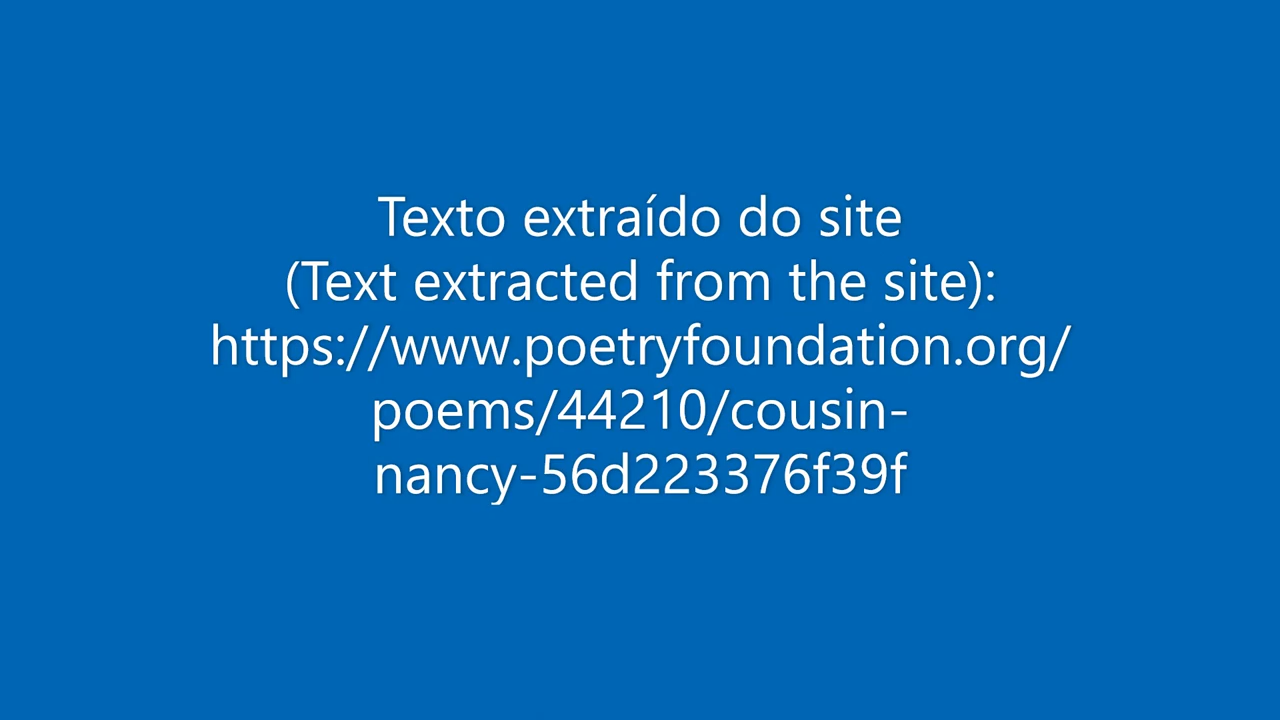 Texto extraído do site
(Text extracted from the site):
https://www.poetryfoundation.org/
poems/44210/cousin-
nancy-56d223376f39f